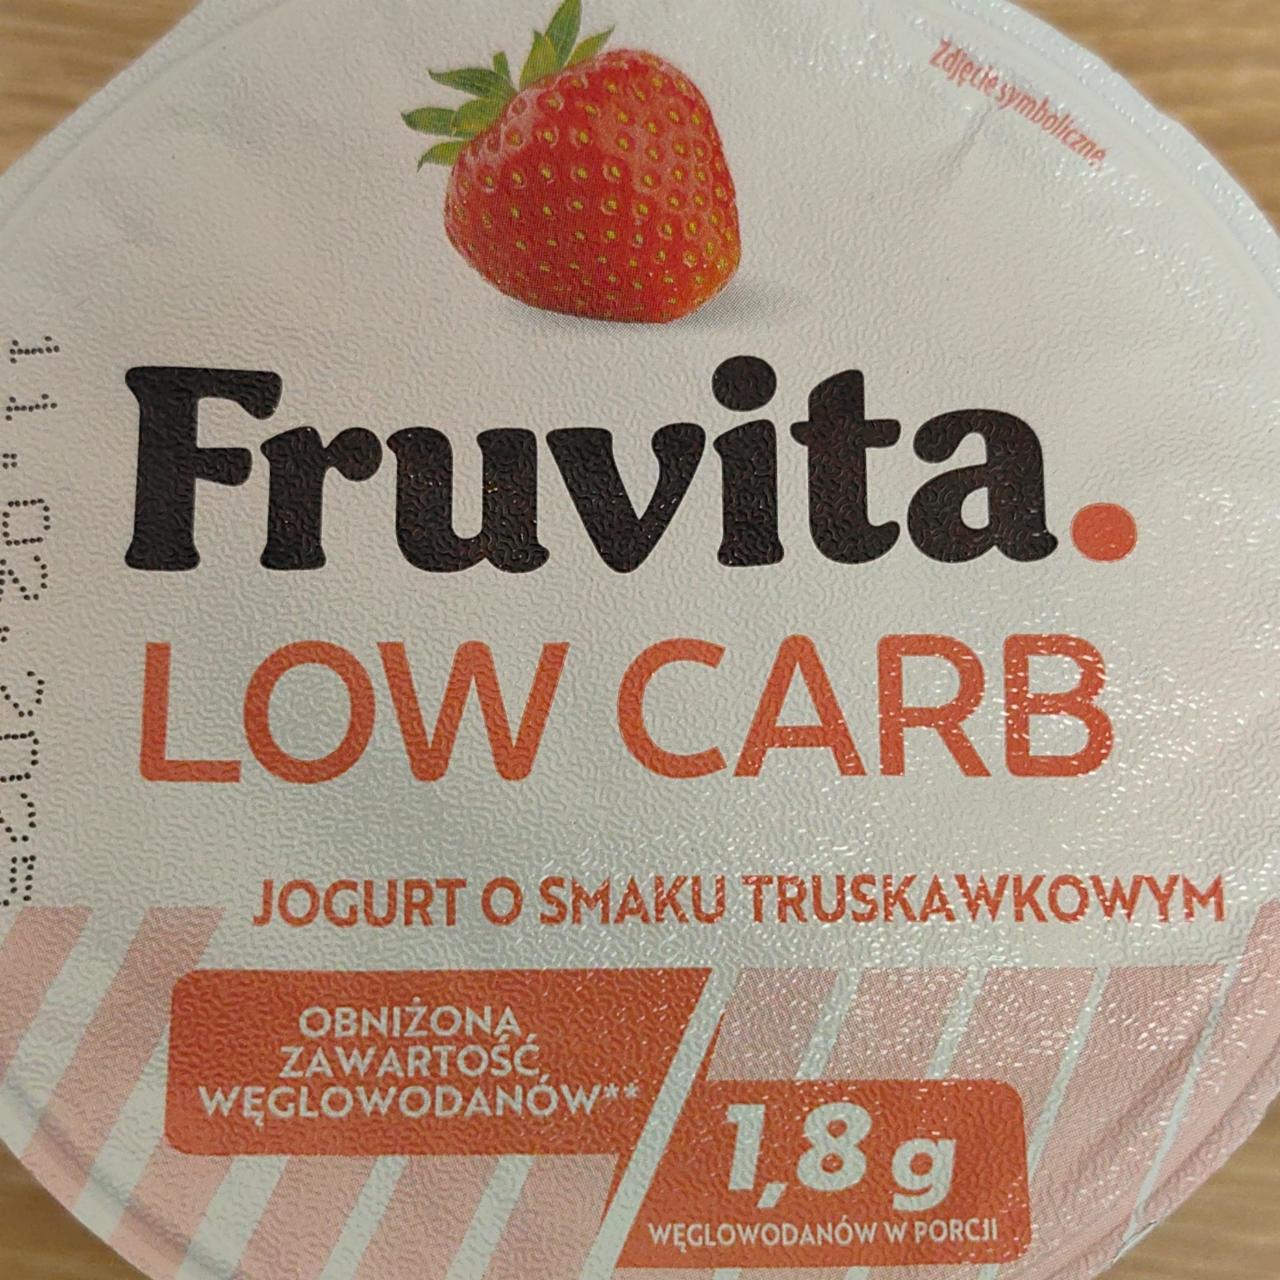 Zdjęcie symboliczne.
Fruvita.
LOW CARB
JOGURT O SMAKU TRUSKAWKOWYM
OBNIŻONA
ZAWARTOŚĆ
WĘGLOWODANÓW**
1,8 g
WĘGLOWODANÓW W PORCJI